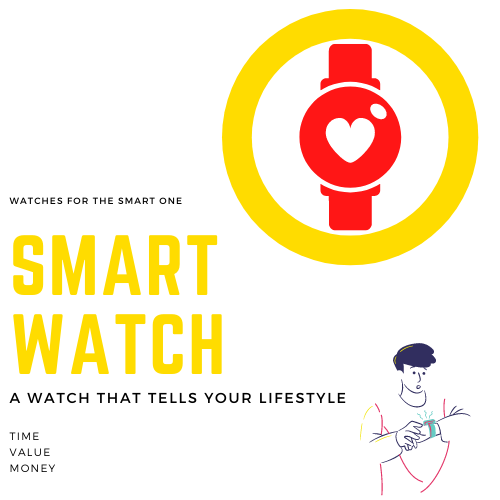 WATCHES FOR THE SMART ONE
SMART
WATCH
A WATCH THAT TELLS YOUR LIFESTYLE
TIME
VALUE
MONEY